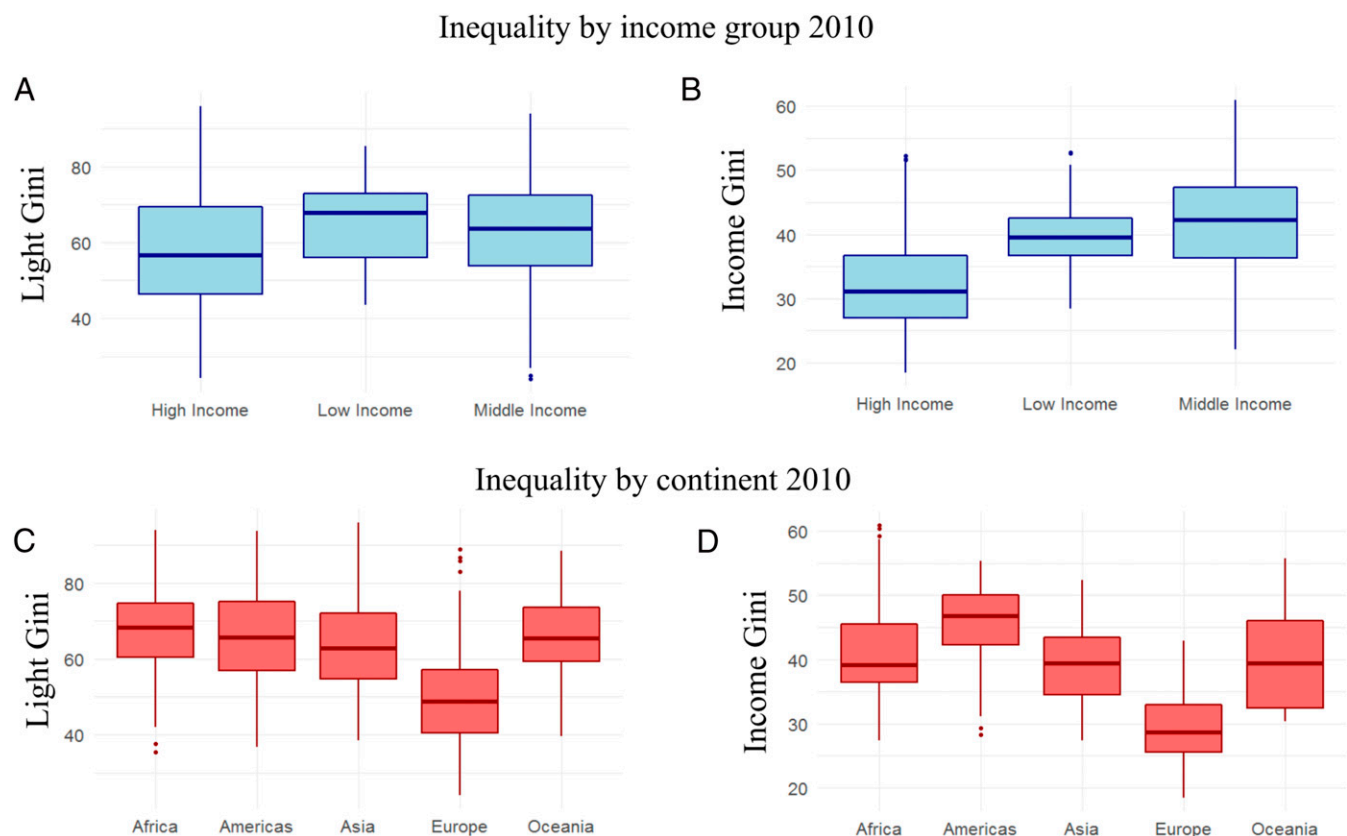 Inequality by income group 2010
A
B
Light Gini
80
60
40
High Income
Low Income
Middle Income
Income Gini
60
50
40
30
20
High Income
Low Income
Middle Income
Inequality by continent 2010
C
D
Light Gini
80
60
40
Africa
Americas
Asia
Europe
Oceania
Income Gini
60
50
40
30
20
Africa
Americas
Asia
Europe
Oceania